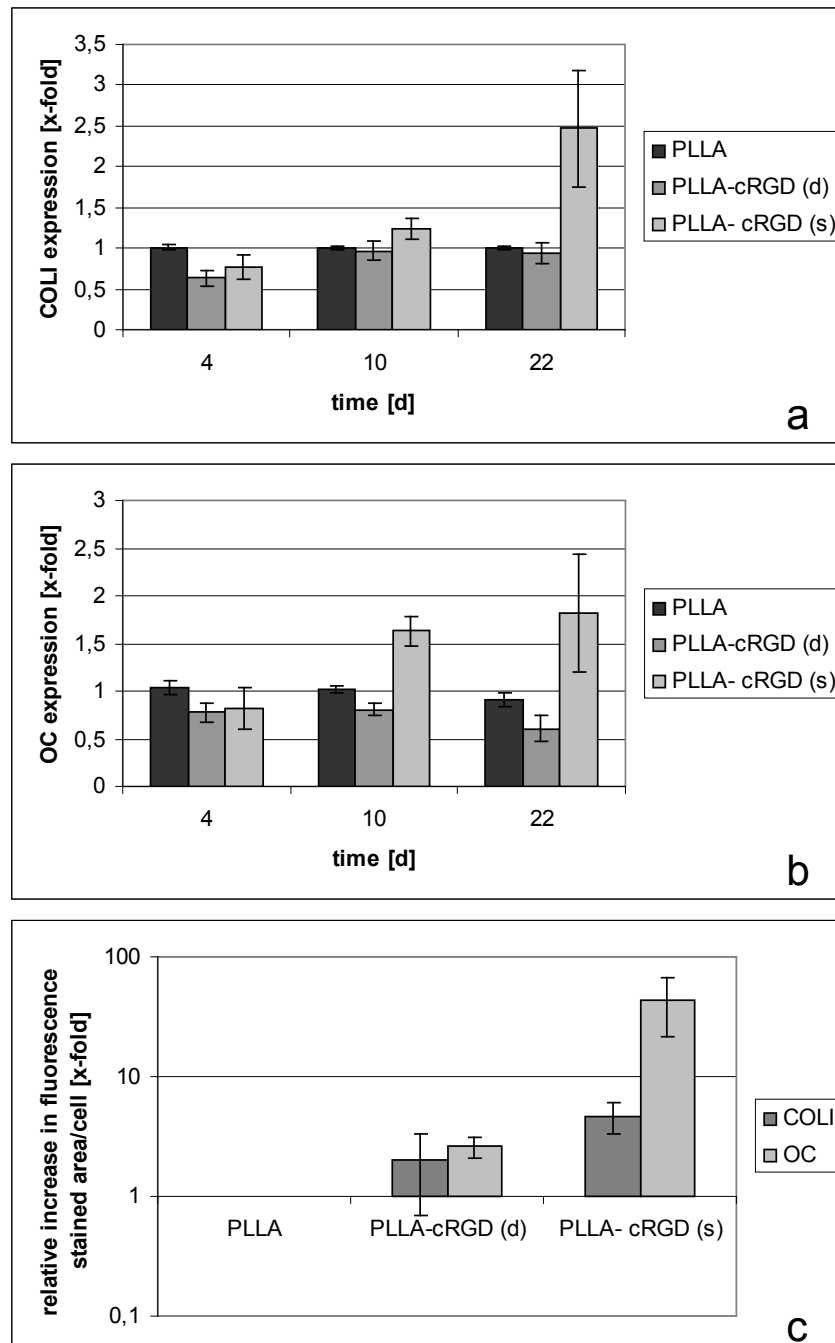 3,5
3
2,5
2
1,5
1
0,5
0
COLI expression [x-fold]
4 10 22
time [d]
PLLA
PLLA-cRGD (d)
PLLA- cRGD (s)
a
3
2,5
2
1,5
1
0,5
0
OC expression [x-fold]
4 10 22
time [d]
PLLA
PLLA-cRGD (d)
PLLA- cRGD (s)
b
100
10
1
0,1
relative increase in fluorescence
stained area/cell [x-fold]
PLLA PLLA-cRGD (d) PLLA- cRGD (s)
COLI
OC
c